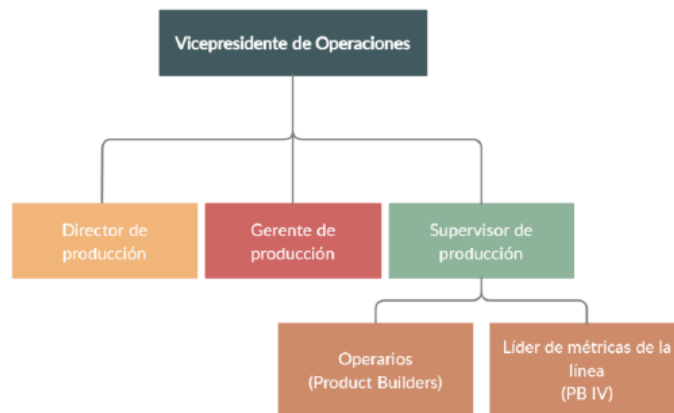 Vicepresidente de Operaciones
Director de
producción
Gerente de
producción
Supervisor de
producción
Operarios
(Product Builders)
Líder de métricas de la
línea
(PB IV)